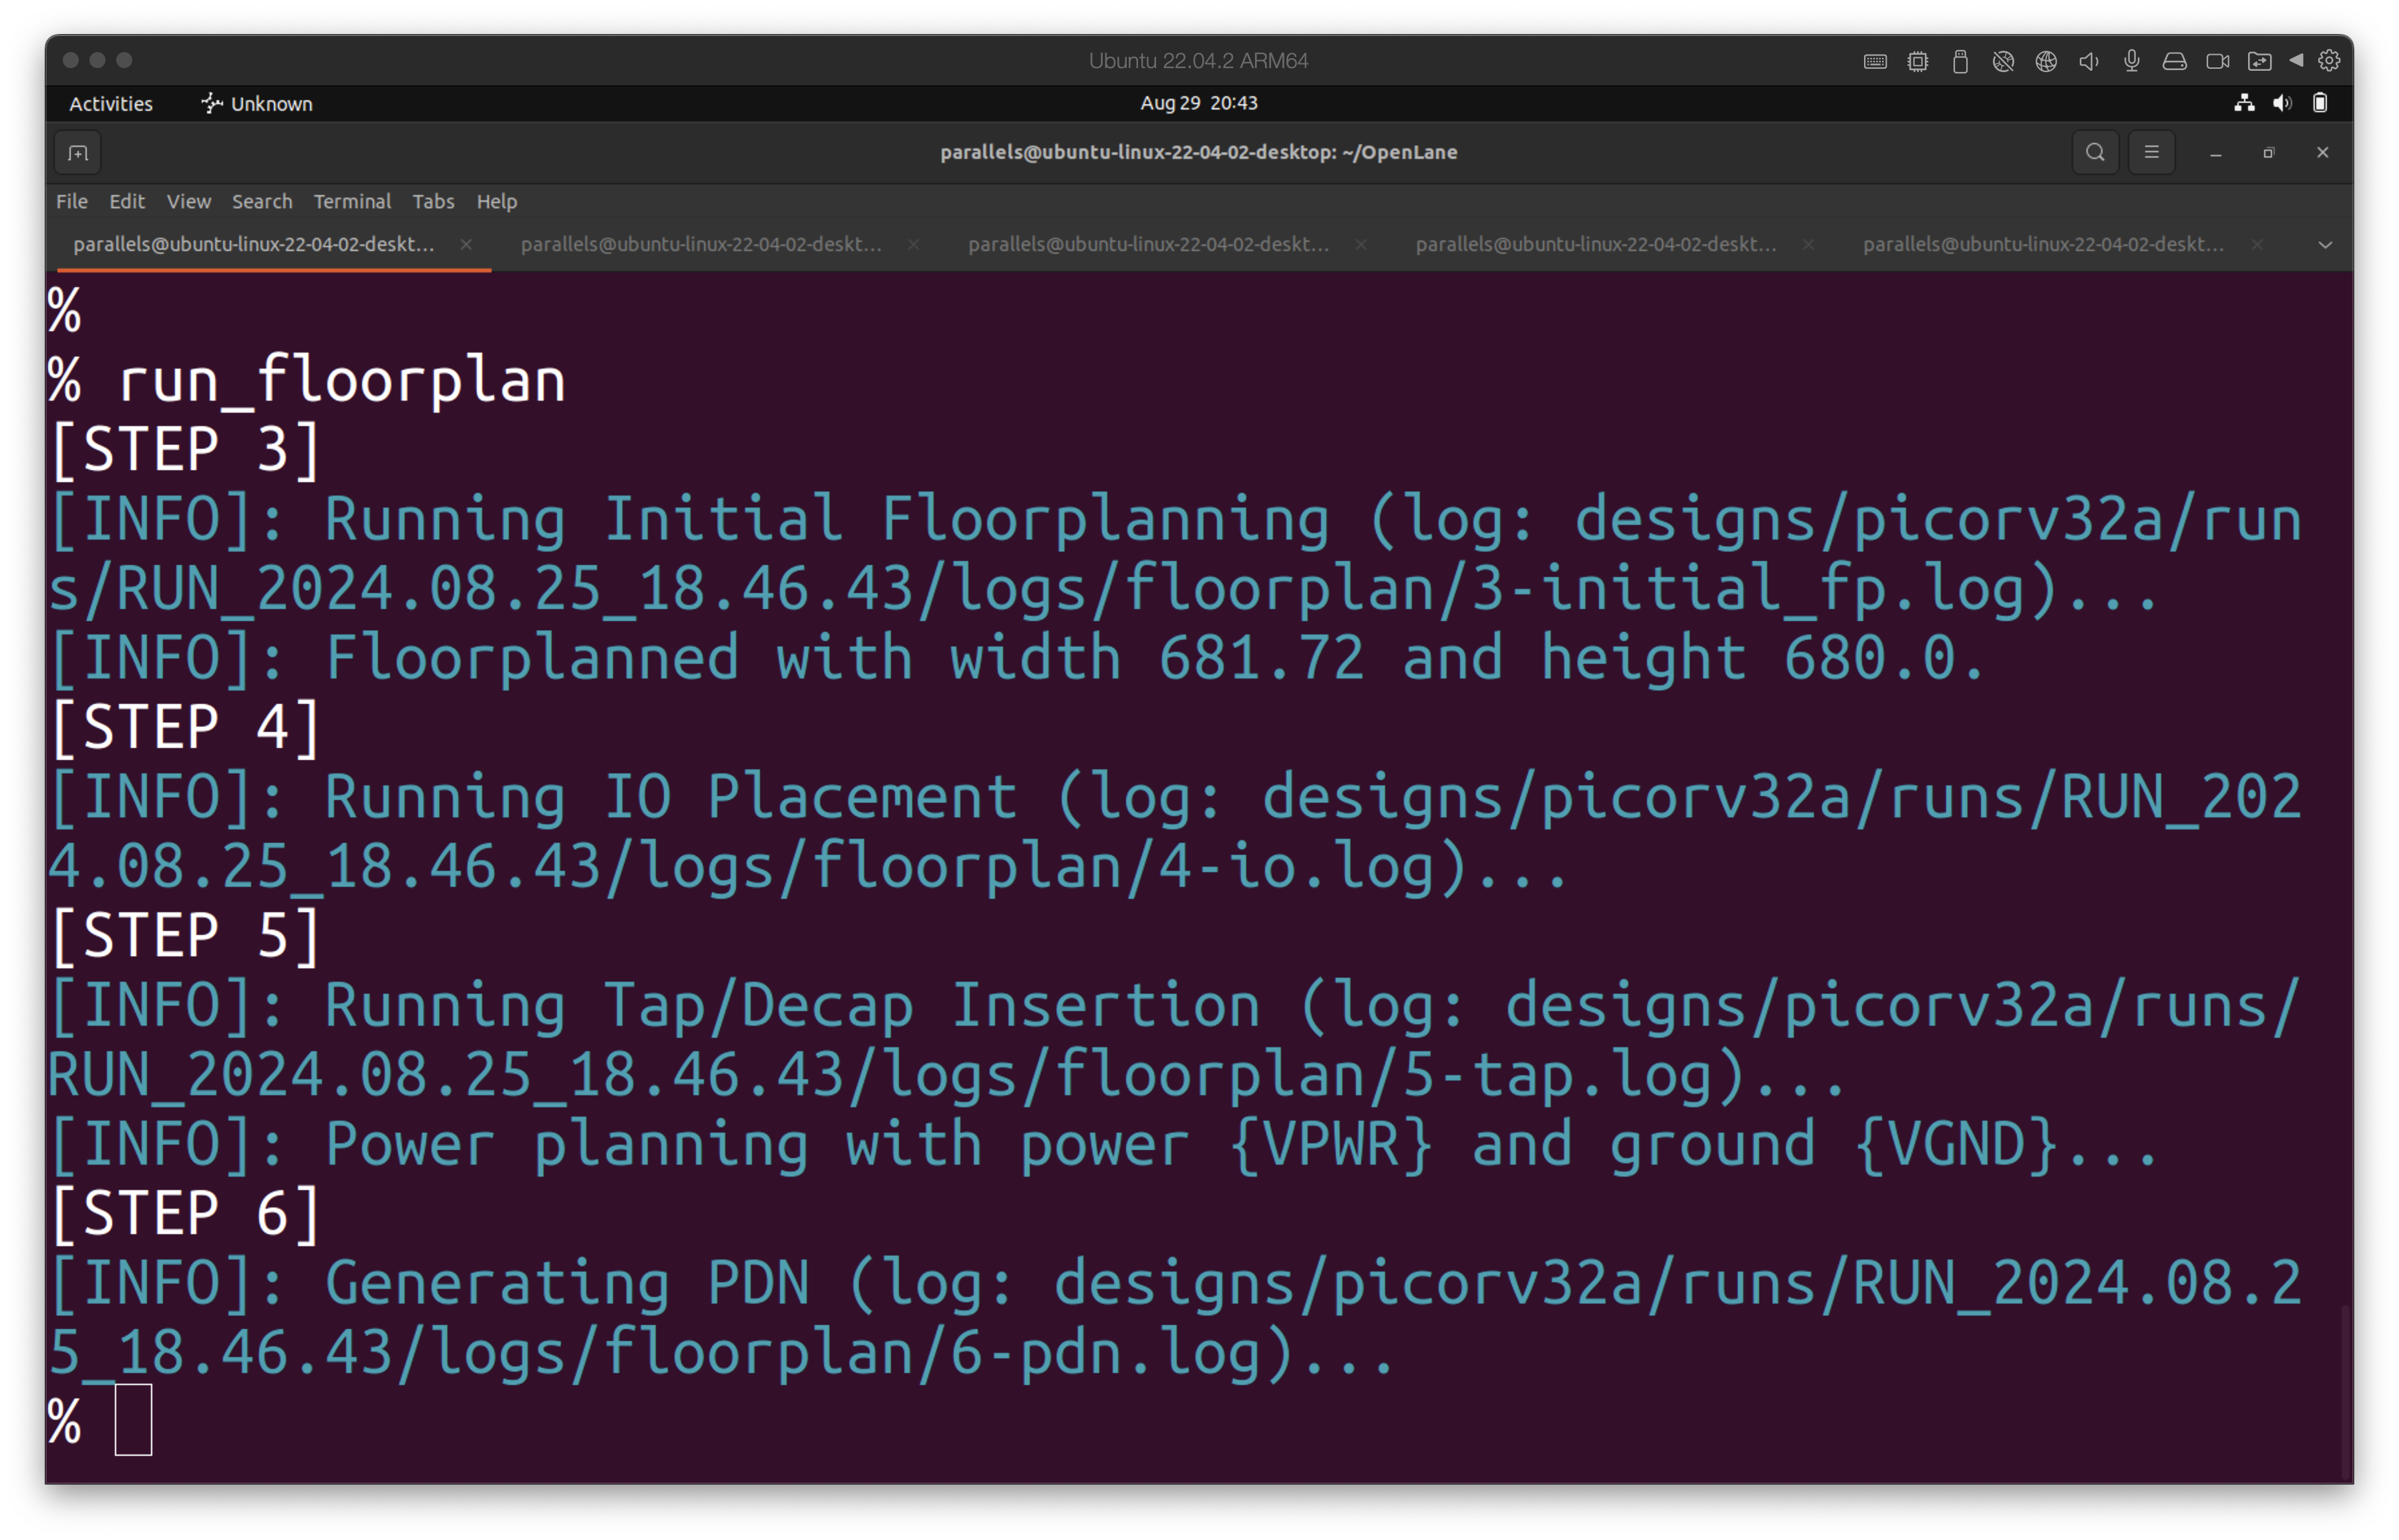 Ubuntu 22.04.2 ARM64
Activities Unknown Aug 29 20:43
parallels@ubuntu-linux-22-04-02-desktop: ~/OpenLane
File Edit View Search Terminal Tabs Help
parallels@ubuntu-linux-22-04-02-deskt... × parallels@ubuntu-linux-22-04-02-deskt... × parallels@ubuntu-linux-22-04-02-deskt... × parallels@ubuntu-linux-22-04-02-deskt... × parallels@ubuntu-linux-22-04-02-deskt... ×
%
% run_floorplan
[STEP 3]
[INFO]: Running Initial Floorplanning (log: designs/picorv32a/run
s/RUN_2024.08.25_18.46.43/logs/floorplan/3-initial_fp.log)...
[INFO]: Floorplanned with width 681.72 and height 680.0.
[STEP 4]
[INFO]: Running IO Placement (log: designs/picorv32a/runs/RUN_202
4.08.25_18.46.43/logs/floorplan/4-io.log)...
[STEP 5]
[INFO]: Running Tap/Decap Insertion (log: designs/picorv32a/runs/
RUN_2024.08.25_18.46.43/logs/floorplan/5-tap.log)...
[INFO]: Power planning with power {VPWR} and ground {VGND}...
[STEP 6]
[INFO]: Generating PDN (log: designs/picorv32a/runs/RUN_2024.08.2
5_18.46.43/logs/floorplan/6-pdn.log)...
%